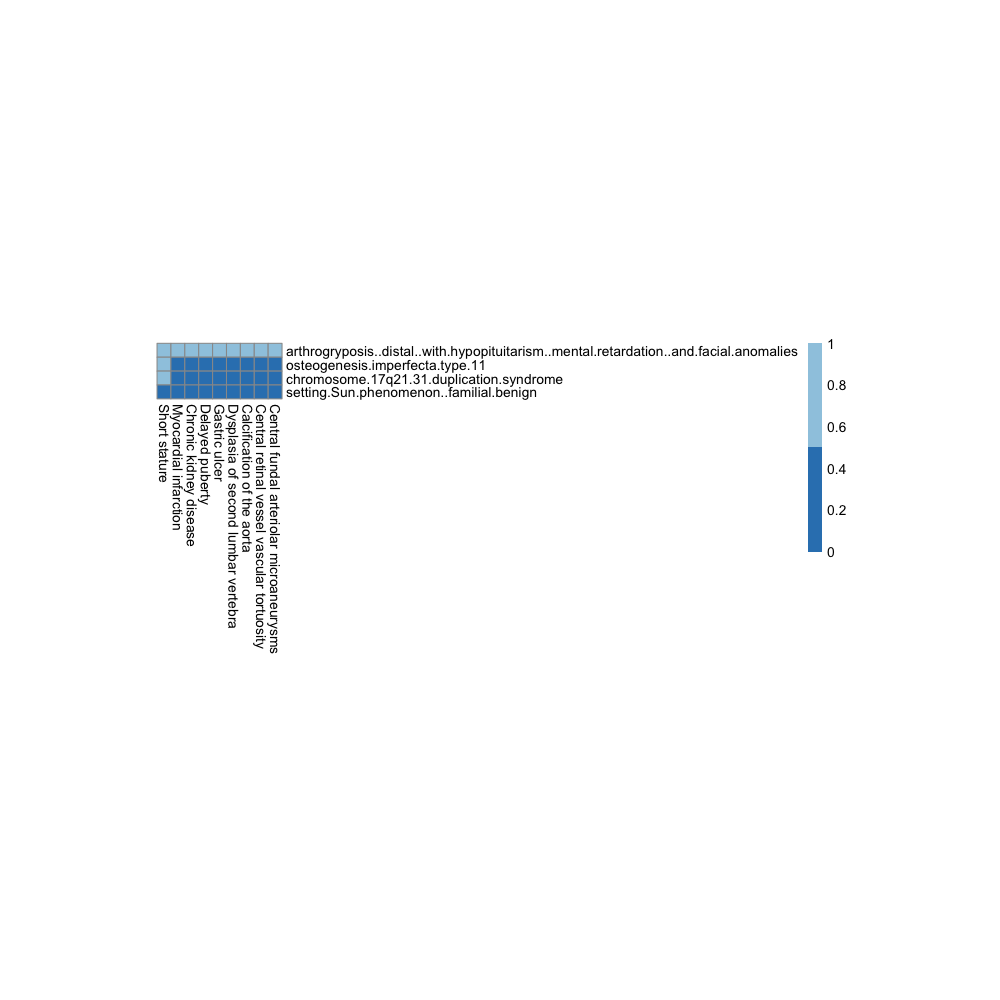 arthrogryposis..distal..with.hypopituitarism..mental.retardation..and.facial.anomalies
osteogenesis.imperfecta.type.11
chromosome.17q21.31.duplication.syndrome
setting.Sun.phenomenon..familial.benign
Short stature
Myocardial infarction
Chronic kidney disease
Delayed puberty
Gastric ulcer
Dysplasia of second lumbar vertebra
Calcification of the aorta
Central retinal vessel vascular tortuosity
Central fundal arteriolar microaneurysms
1
0.8
0.6
0.4
0.2
0